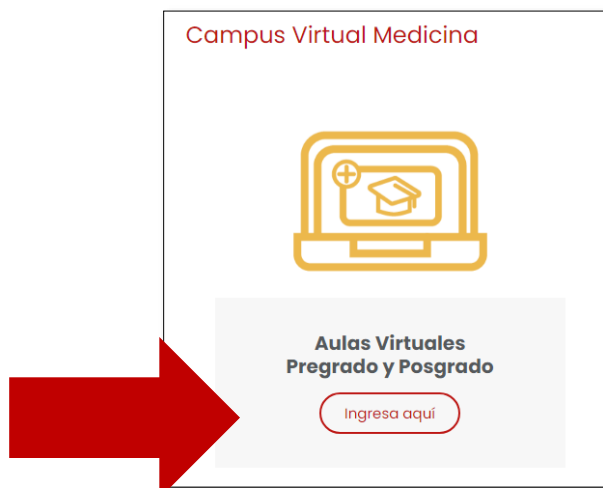 Campus Virtual Medicina
Aulas Virtuales
Pregrado y Posgrado
Ingresa aquí